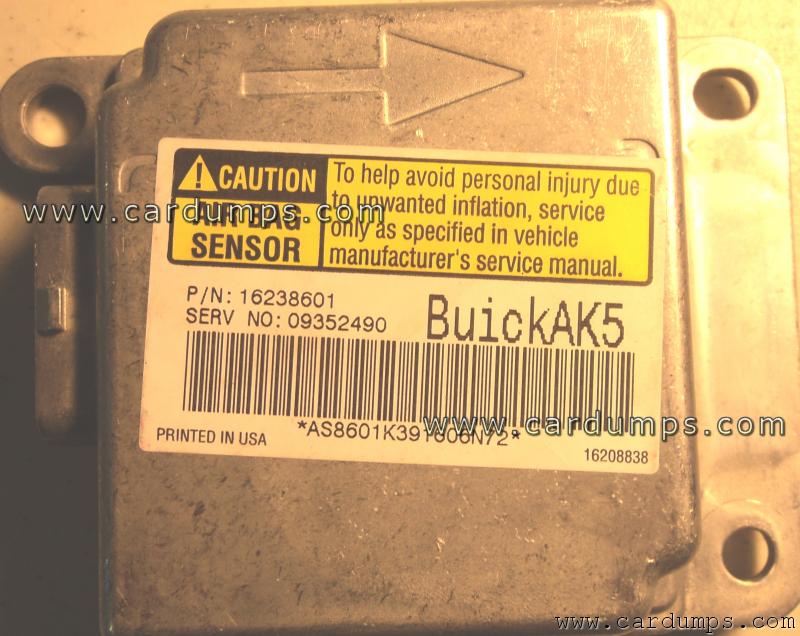 CAUTION
AIR BAG
SENSOR
To help avoid personal injury due
to unwanted inflation, service
only as specified in vehicle
manufacturer's service manual.
www.cardumps.com
P/N: 16238601
SERV NO: 09352490
BuickAK5
www.cardumps.com
PRINTED IN USA
16208838
www.cardumps.com